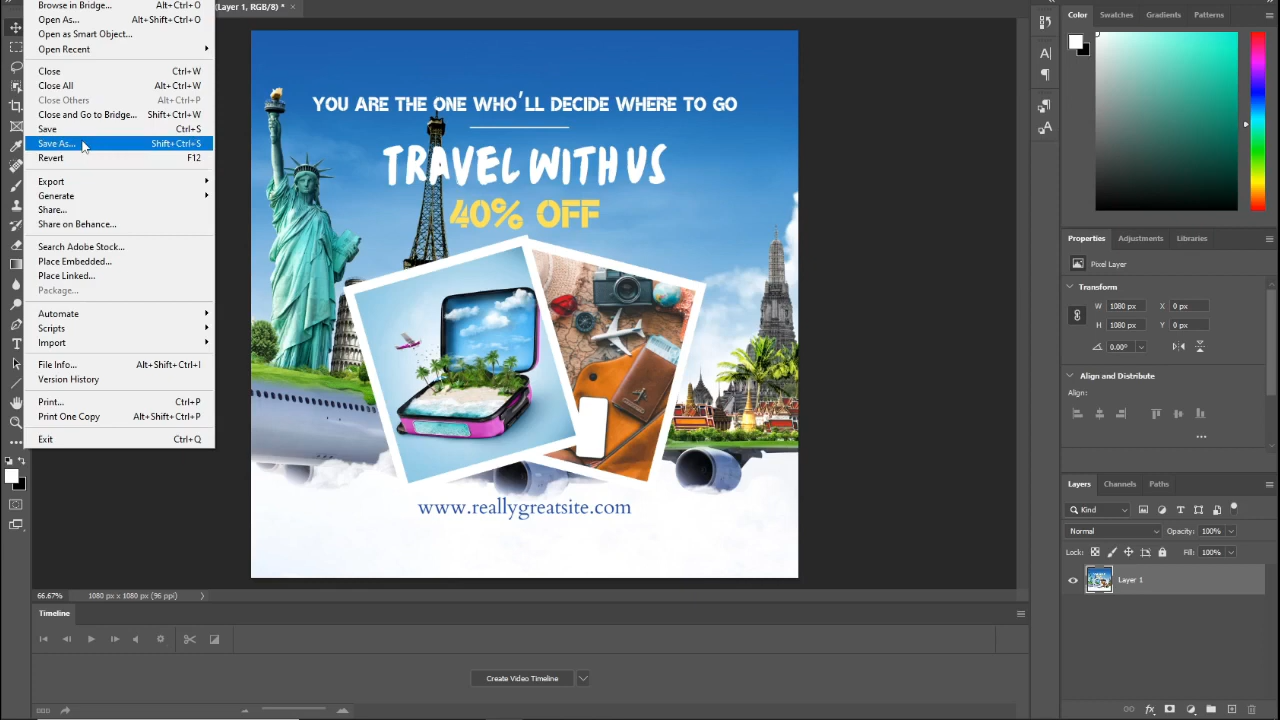 Layer 1, RGB/8) *
Browse in Bridge... Alt+Ctrl+O
Open As... Alt+Shift+Ctrl+O
Open as Smart Object...
Open Recent
Close Ctrl+W
Close All Alt+Ctrl+W
Close Others Alt+Ctrl+P
Close and Go to Bridge... Shift+Ctrl+W
Save Ctrl+S
Save As... Shift+Ctrl+S
Revert F12
Export
Generate
Share...
Share on Behance...
Search Adobe Stock...
Place Embedded...
Place Linked...
Package...
Automate
Scripts
Import
File Info... Alt+Shift+Ctrl+I
Version History
Print... Ctrl+P
Print One Copy Alt+Shift+Ctrl+P
Exit Ctrl+Q
YOU ARE THE ONE WHO'LL DECIDE WHERE TO GO
TRAVEL WITH US
40% OFF
www.reallygreatsite.com
66.67% 1080 px x 1080 px (96 ppi)
Timeline
Create Video Timeline
Color Swatches Gradients Patterns
Properties Adjustments Libraries
Pixel Layer
Transform
W 1080 px X 0 px
H 1080 px Y 0 px
0.00°
Align and Distribute
Align:
Layers Channels Paths
Kind
Normal Opacity: 100%
Lock: Fill: 100%
Layer 1